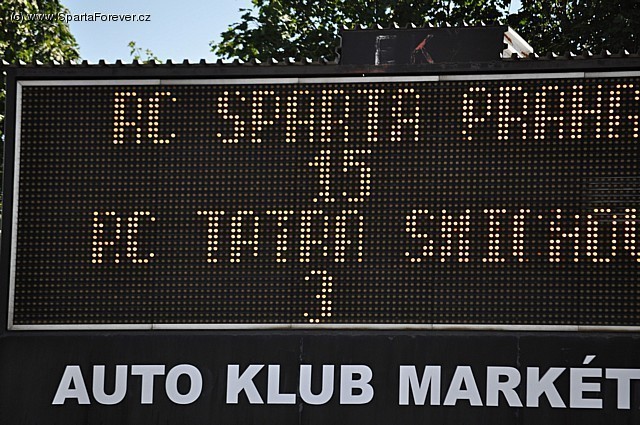 (c) www.SpartaForever.cz
RC SPARTA PRAHA
15
RC TATRA SMICHOV
3
AUTO KLUB MARKÉT